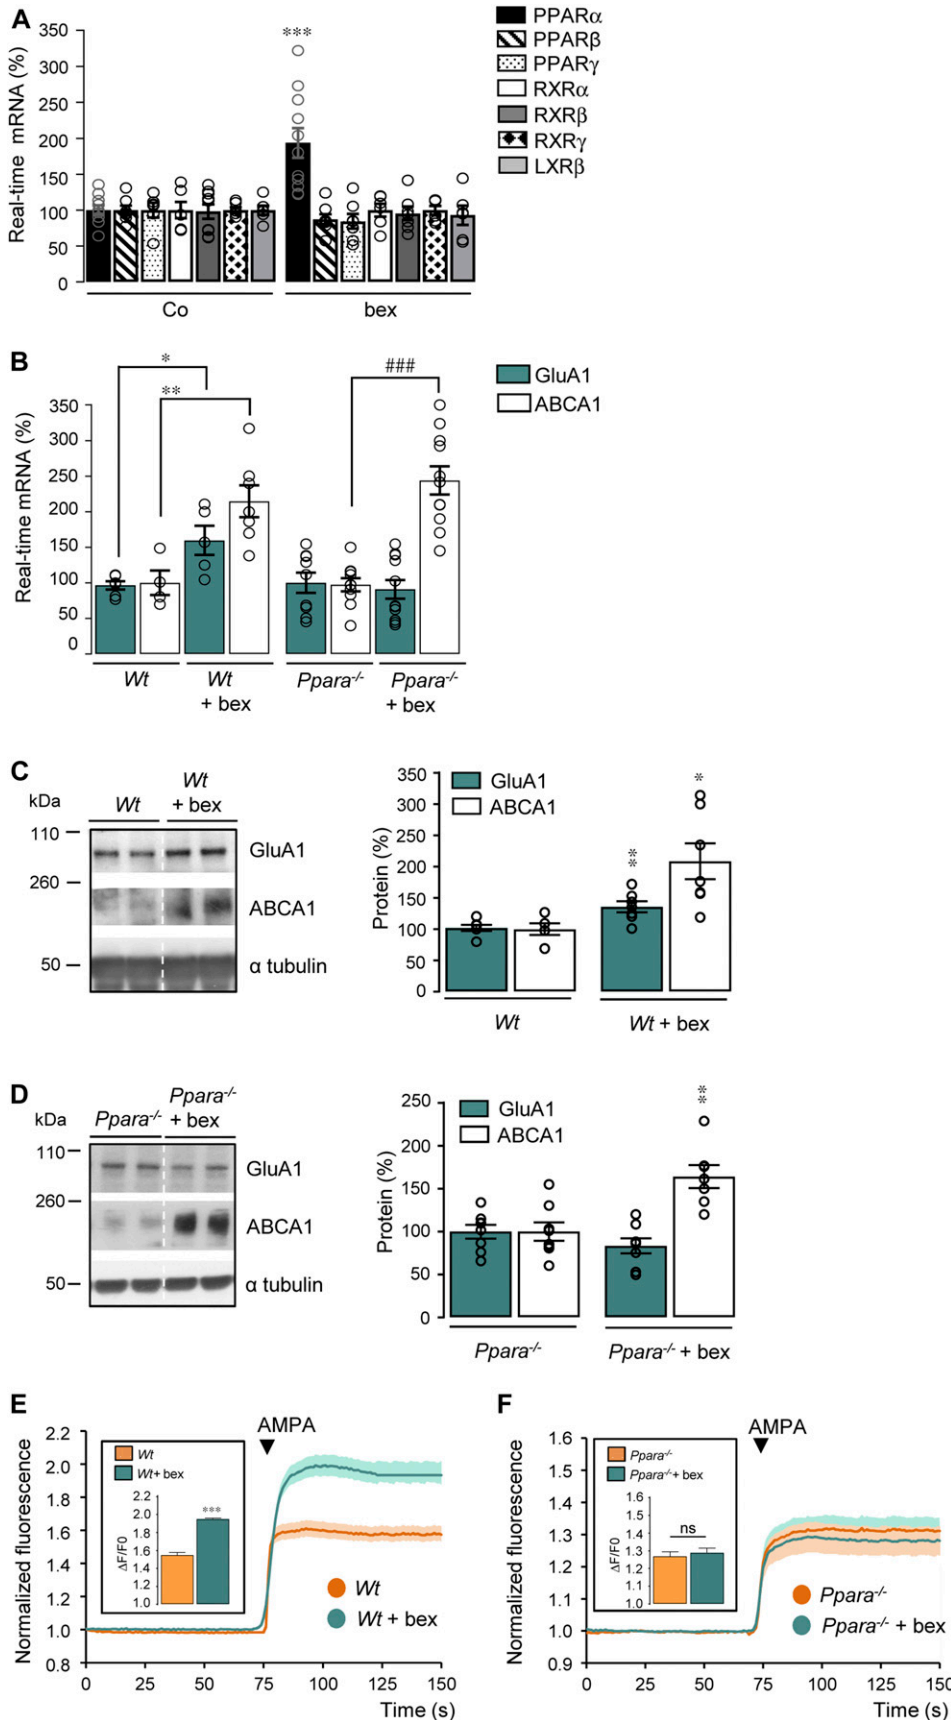 A
Real-time mRNA (%)
350
300
250
200
150
100
50
0
***
Co
bex
PPARα
PPARβ
PPARγ
RXRα
RXRβ
RXRγ
LXRβ
B
Real-time mRNA (%)
350
300
250
200
150
100
50
0
*
**
###
GluA1
ABCA1
Wt
Wt
+ bex
Ppara-/-
Ppara-/-
+ bex
C
kDa
Wt
Wt
+ bex
110
260
50
GluA1
ABCA1
α tubulin
Protein (%)
350
300
250
200
150
100
50
0
GluA1
ABCA1
**
*
Wt
Wt + bex
D
kDa
Ppara-/-
Ppara-/-
+ bex
110
260
50
GluA1
ABCA1
α tubulin
Protein (%)
250
200
150
100
50
0
GluA1
ABCA1
**
Ppara-/-
Ppara-/- + bex
E
Normalized fluorescence
2.2
2.0
1.8
1.6
1.4
1.2
1.0
0.8
AMPA
Wt
Wt+ bex
ΔF/F0
2.2
2.0
1.8
1.6
1.4
1.2
1.0
***
Wt
Wt + bex
0 25 50 75 100 125 150
Time (s)
F
Normalized fluorescence
1.6
1.5
1.4
1.3
1.2
1.1
1.0
0.9
AMPA
Ppara-/-
Ppara-/- + bex
ΔF/F0
1.6
1.5
1.4
1.3
1.2
1.1
1.0
ns
Ppara-/-
Ppara-/- + bex
0 25 50 75 100 125 150
Time (s)